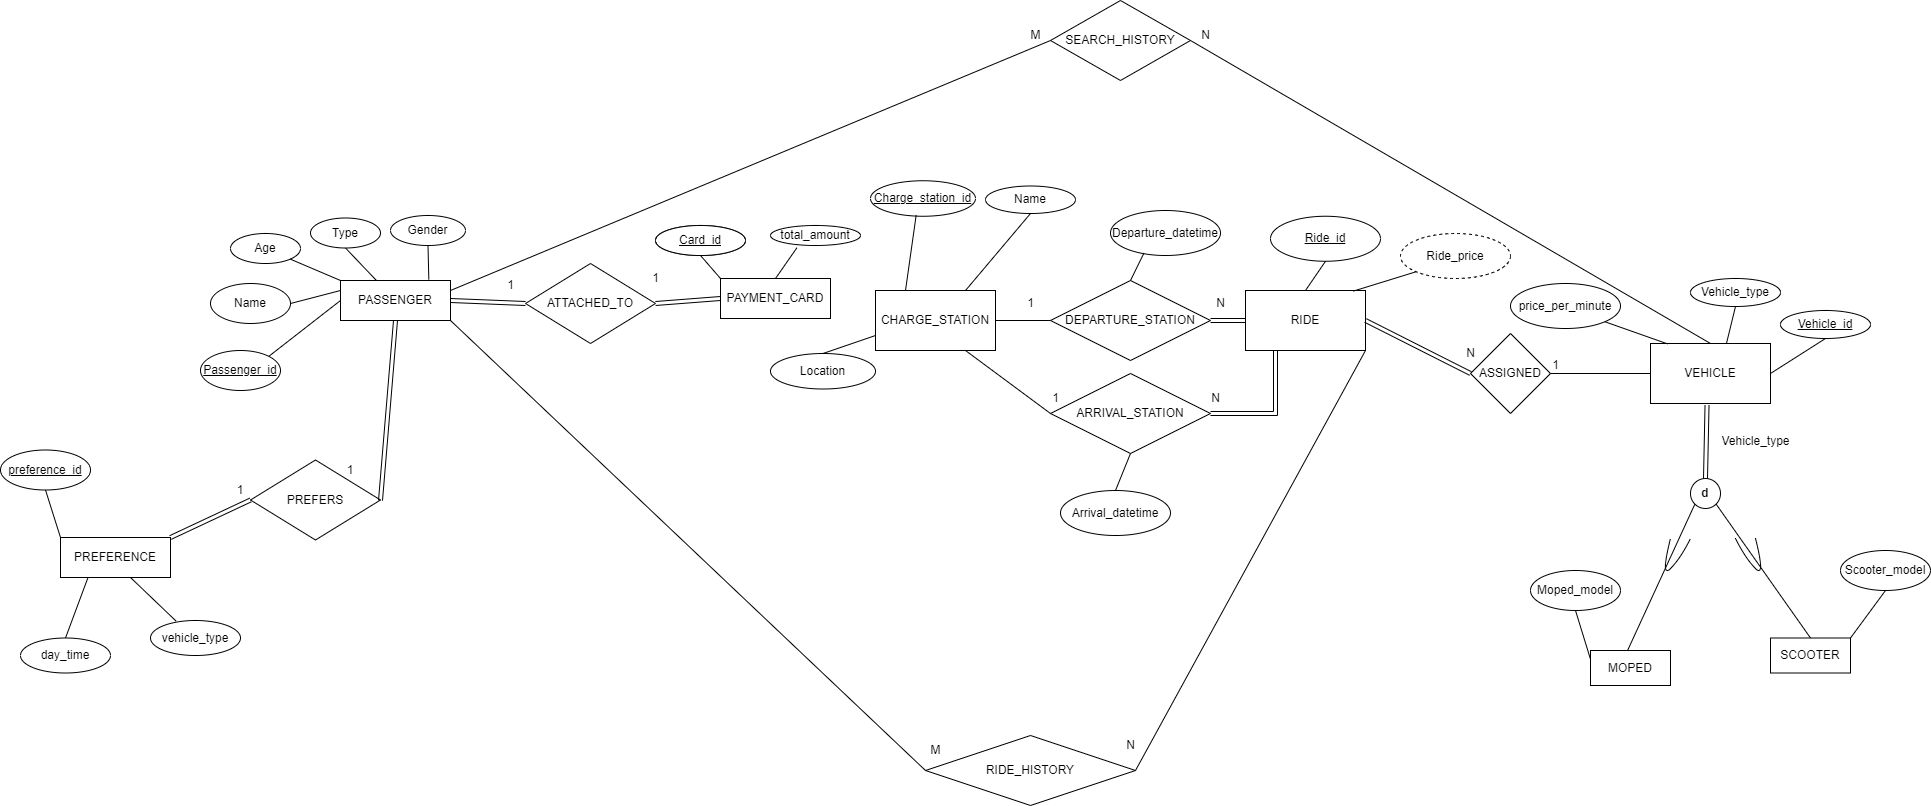 M
SEARCH_HISTORY
N
Charge_station_id
Name
Type
Gender
Age
Card_id
total_amount
Departure_datetime
Ride_id
Ride_price
Name
PASSENGER
1
ATTACHED_TO
1
PAYMENT_CARD
CHARGE_STATION
1
DEPARTURE_STATION
N
RIDE
price_per_minute
Vehicle_type
Vehicle_id
Passenger_id
Location
1
ARRIVAL_STATION
N
N
ASSIGNED
1
VEHICLE
Vehicle_type
preference_id
1
PREFERS
1
d
Arrival_datetime
PREFERENCE
Moped_model
Scooter_model
day_time
vehicle_type
MOPED
SCOOTER
M
RIDE_HISTORY
N